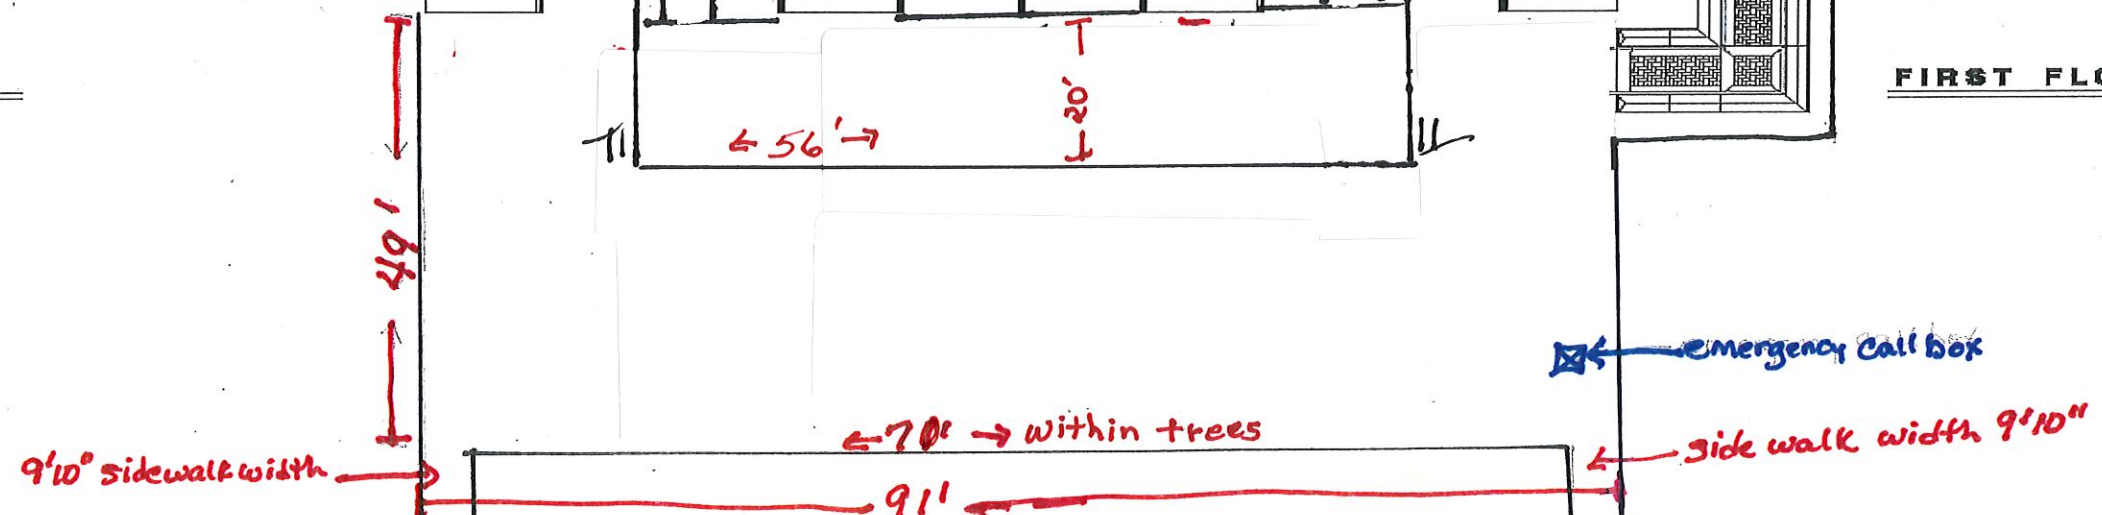 FIRST FLO
20'
56'
49'
emergency call box
70' within trees
side walk width 9'10"
9'10" sidewalk width
91'